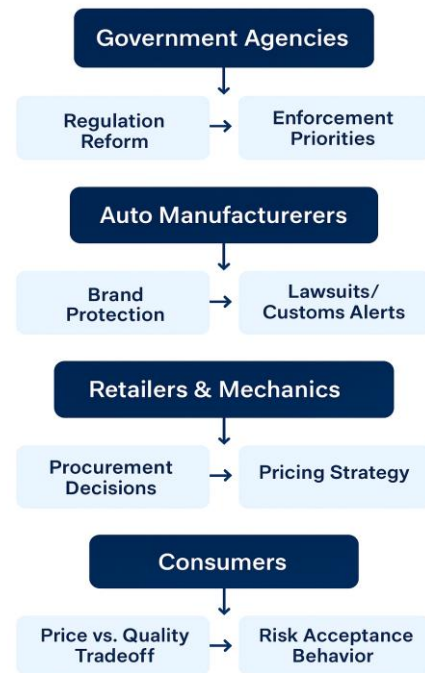 Government Agencies
Regulation
Reform
Enforcement
Priorities
Auto Manufacturerers
Brand
Protection
Lawsuits/
Customs Alerts
Retailers & Mechanics
Procurement
Decisions
Pricing Strategy
Consumers
Price vs. Quality
Tradeoff
Risk Acceptance
Behavior